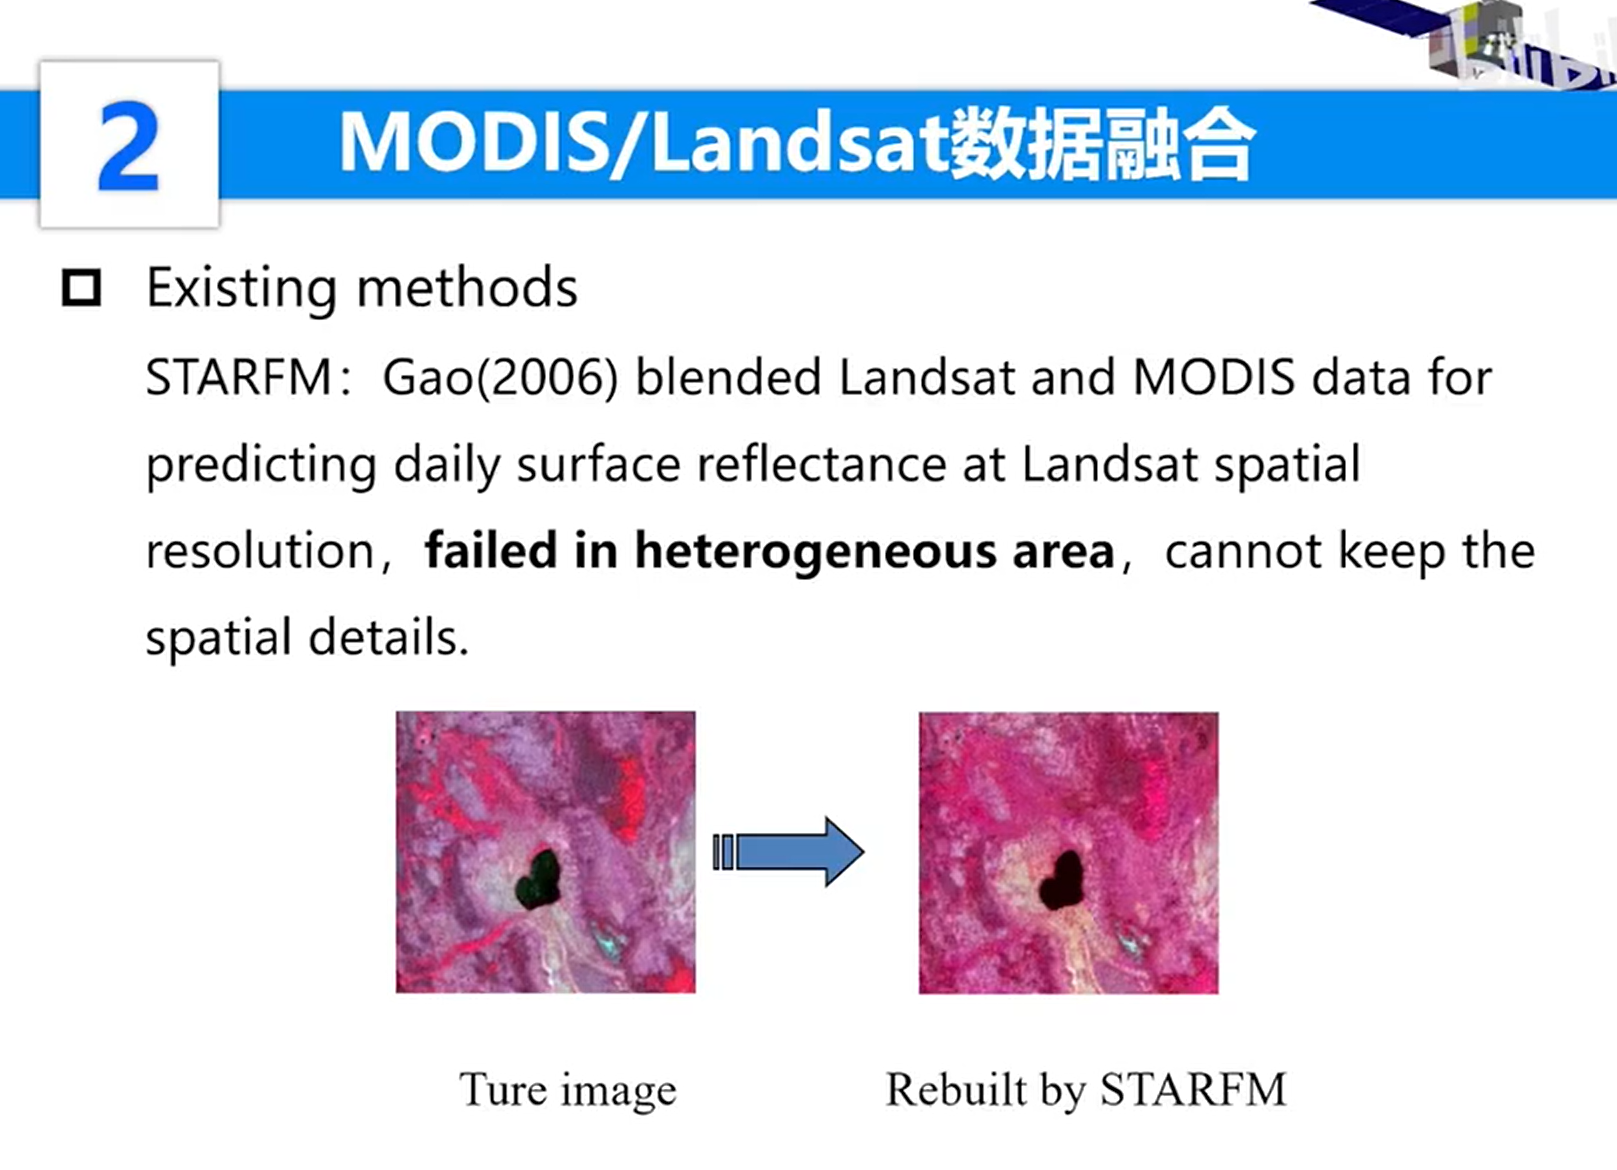 2
MODIS/Landsat数据融合
Existing methods
STARFM：Gao(2006) blended Landsat and MODIS data for
predicting daily surface reflectance at Landsat spatial
resolution，failed in heterogeneous area，cannot keep the
spatial details.
Ture image
Rebuilt by STARFM